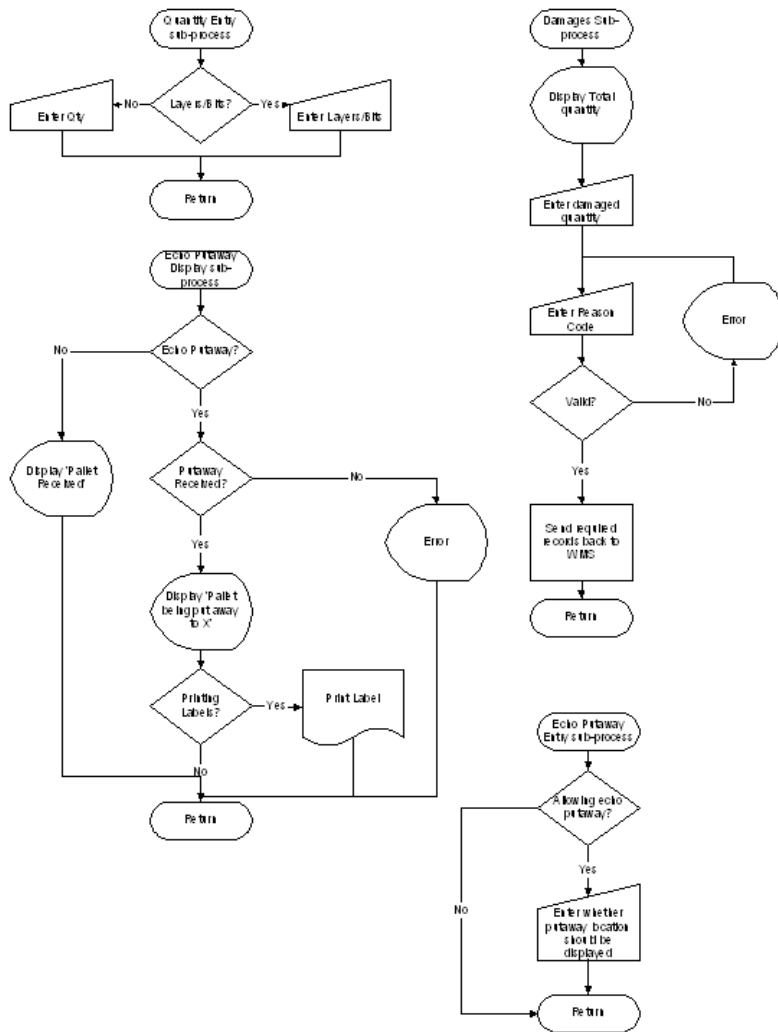 Quantity Entry
sub-process
Layers/Bits?
No
Yes
Enter Qty
Enter Layers/Bits
Return
Echo Putaway
Display sub-
process
Echo Putaway?
No
Yes
Display 'Pallet
Received'
Putaway
Received?
No
Yes
Error
Display 'Pallet
being put away
to X'
Printing
Labels?
Yes
Print Label
No
Return
Damages Sub-
process
Display Total
quantity
Enter damaged
quantity
Enter Reason
Code
Error
Valid?
No
Yes
Send required
records back to
WMS
Return
Echo Putaway
Entry sub-process
Allowing echo
putaway?
Yes
No
Enter whether
putaway location
should be
displayed
Return